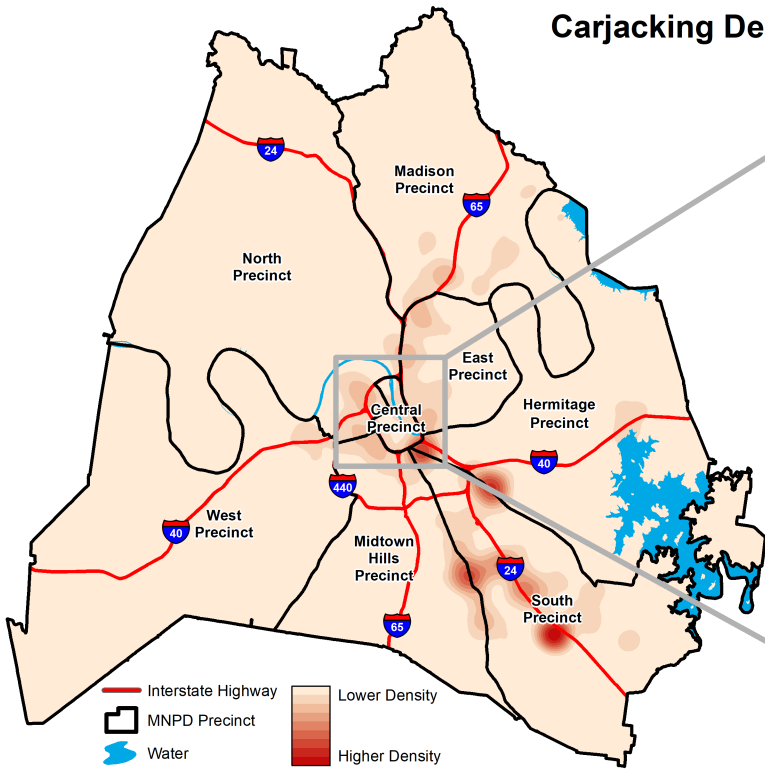 Carjacking De
24
Madison
Precinct
65
North
Precinct
East
Precinct
Hermitage
Precinct
Central
Precinct
40
440
West
Precinct
40
Midtown
Hills
Precinct
24
South
Precinct
65
Interstate Highway
MNPD Precinct
Water
Lower Density
Higher Density